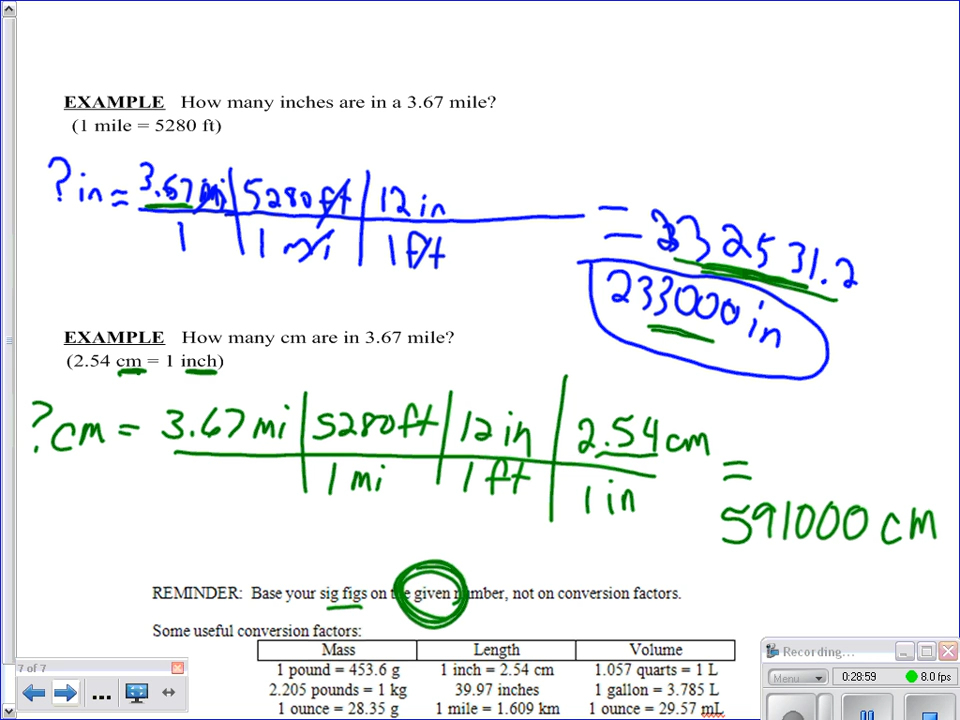 EXAMPLE How many inches are in a 3.67 mile?
(1 mile = 5280 ft)
? in = 3.67 mi | 5280 ft | 12 in
1 | 1 mi | 1 ft
= 332531.2
233000 in
EXAMPLE How many cm are in 3.67 mile?
(2.54 cm = 1 inch)
? cm = 3.67 mi | 5280 ft | 12 in | 2.54 cm
1 mi | 1 ft | 1 in
=
591000 cm
REMINDER: Base your sig figs on the given number, not on conversion factors.
Some useful conversion factors:
Mass Length Volume
1 pound = 453.6 g 1 inch = 2.54 cm 1.057 quarts = 1 L
2.205 pounds = 1 kg 39.97 inches 1 gallon = 3.785 L
1 ounce = 28.35 g 1 mile = 1.609 km 1 ounce = 29.57 mL
7 of 7
...
Recording...
Menu 0:28:59 8.0 fps